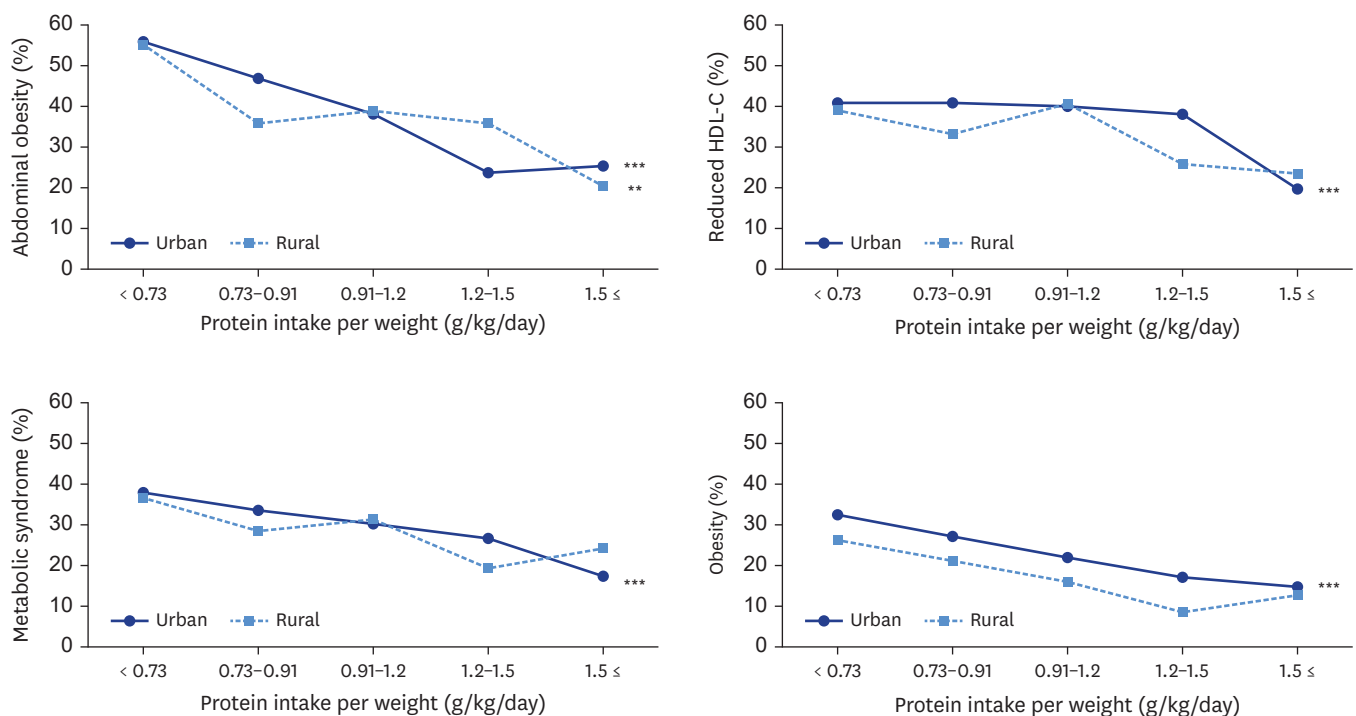 Abdominal obesity (%)
60
50
40
30
20
10
0
***
**
Urban Rural
< 0.73 0.73–0.91 0.91–1.2 1.2–1.5 1.5 ≤
Protein intake per weight (g/kg/day)
Reduced HDL-C (%)
60
50
40
30
20
10
0
***
Urban Rural
< 0.73 0.73–0.91 0.91–1.2 1.2–1.5 1.5 ≤
Protein intake per weight (g/kg/day)
Metabolic syndrome (%)
60
50
40
30
20
10
0
***
Urban Rural
< 0.73 0.73–0.91 0.91–1.2 1.2–1.5 1.5 ≤
Protein intake per weight (g/kg/day)
Obesity (%)
60
50
40
30
20
10
0
***
Urban Rural
< 0.73 0.73–0.91 0.91–1.2 1.2–1.5 1.5 ≤
Protein intake per weight (g/kg/day)